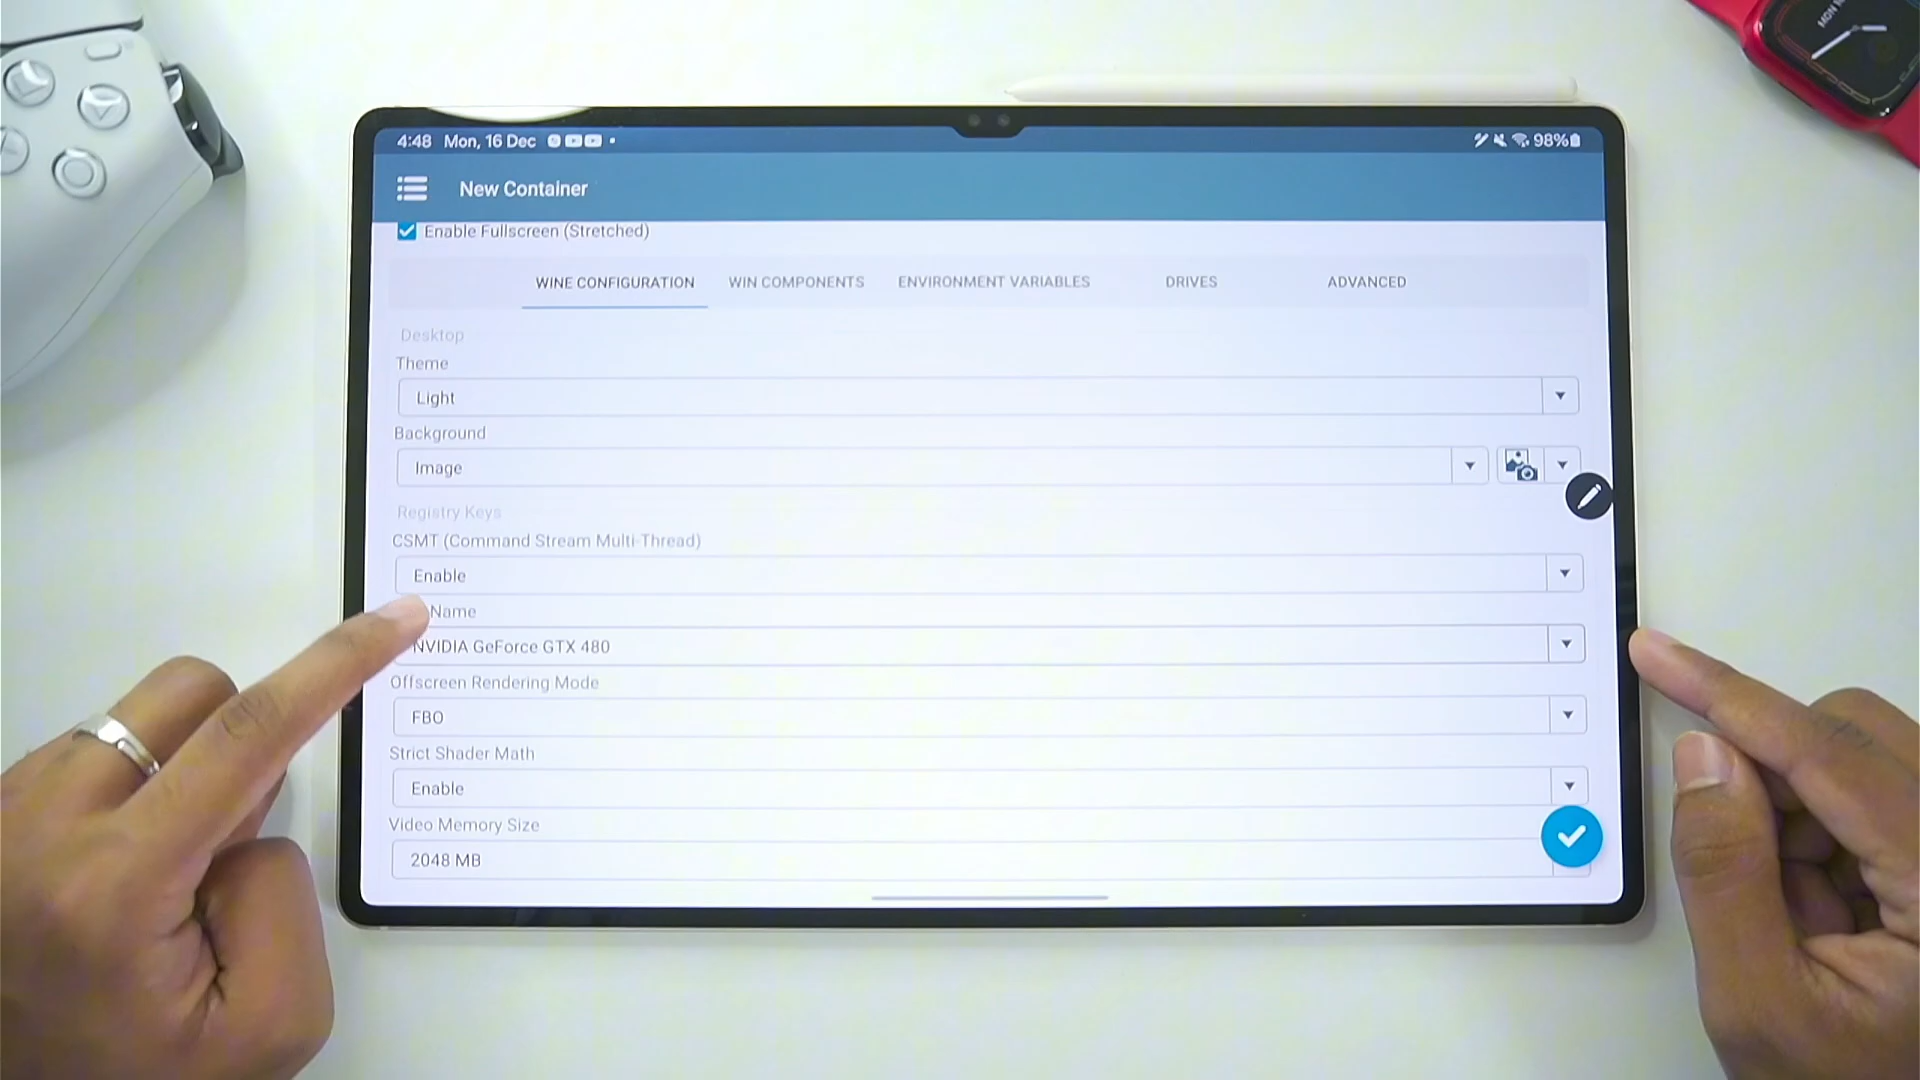 4:48 Mon, 16 Dec
98%
New Container
Enable Fullscreen (Stretched)
WINE CONFIGURATION WIN COMPONENTS ENVIRONMENT VARIABLES DRIVES ADVANCED
Desktop
Theme
Light
Background
Image
Registry Keys
CSMT (Command Stream Multi-Thread)
Enable
Name
NVIDIA GeForce GTX 480
Offscreen Rendering Mode
FBO
Strict Shader Math
Enable
Video Memory Size
2048 MB
MON